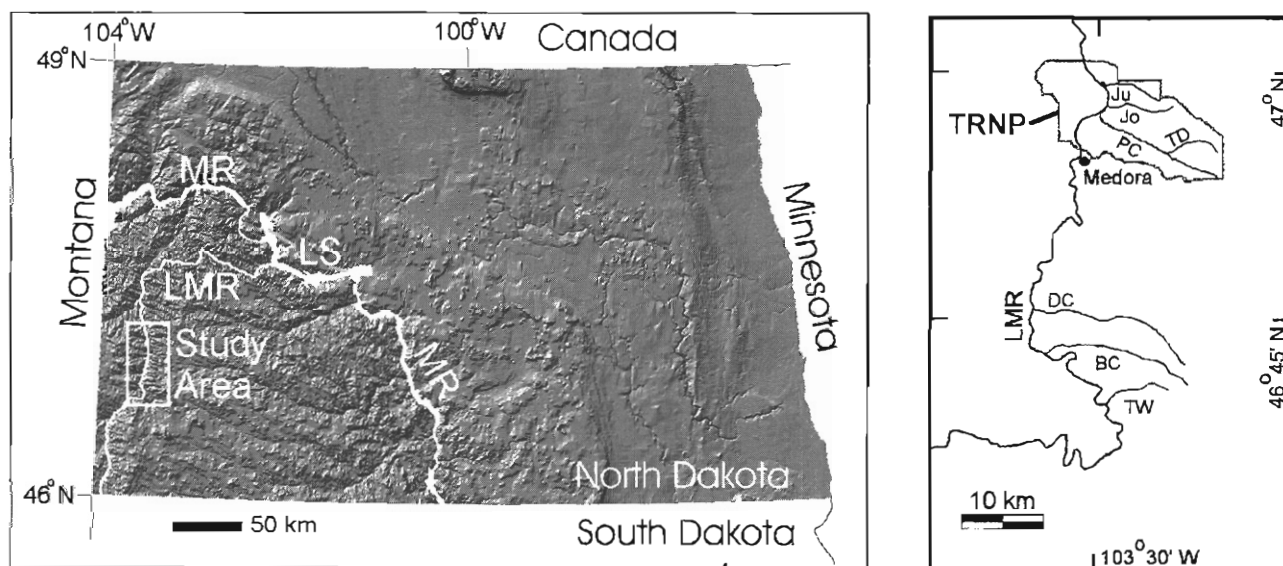 104°W
100°W
Canada
49°N
MR
Montana
LS
LMR
Study
Area
MR
Minnesota
46°N
North Dakota
50 km
South Dakota
TRNP
Ju
Jo
TD
PC
Medora
47° N
LMR
DC
BC
TW
46° 45' N
10 km
103° 30' W